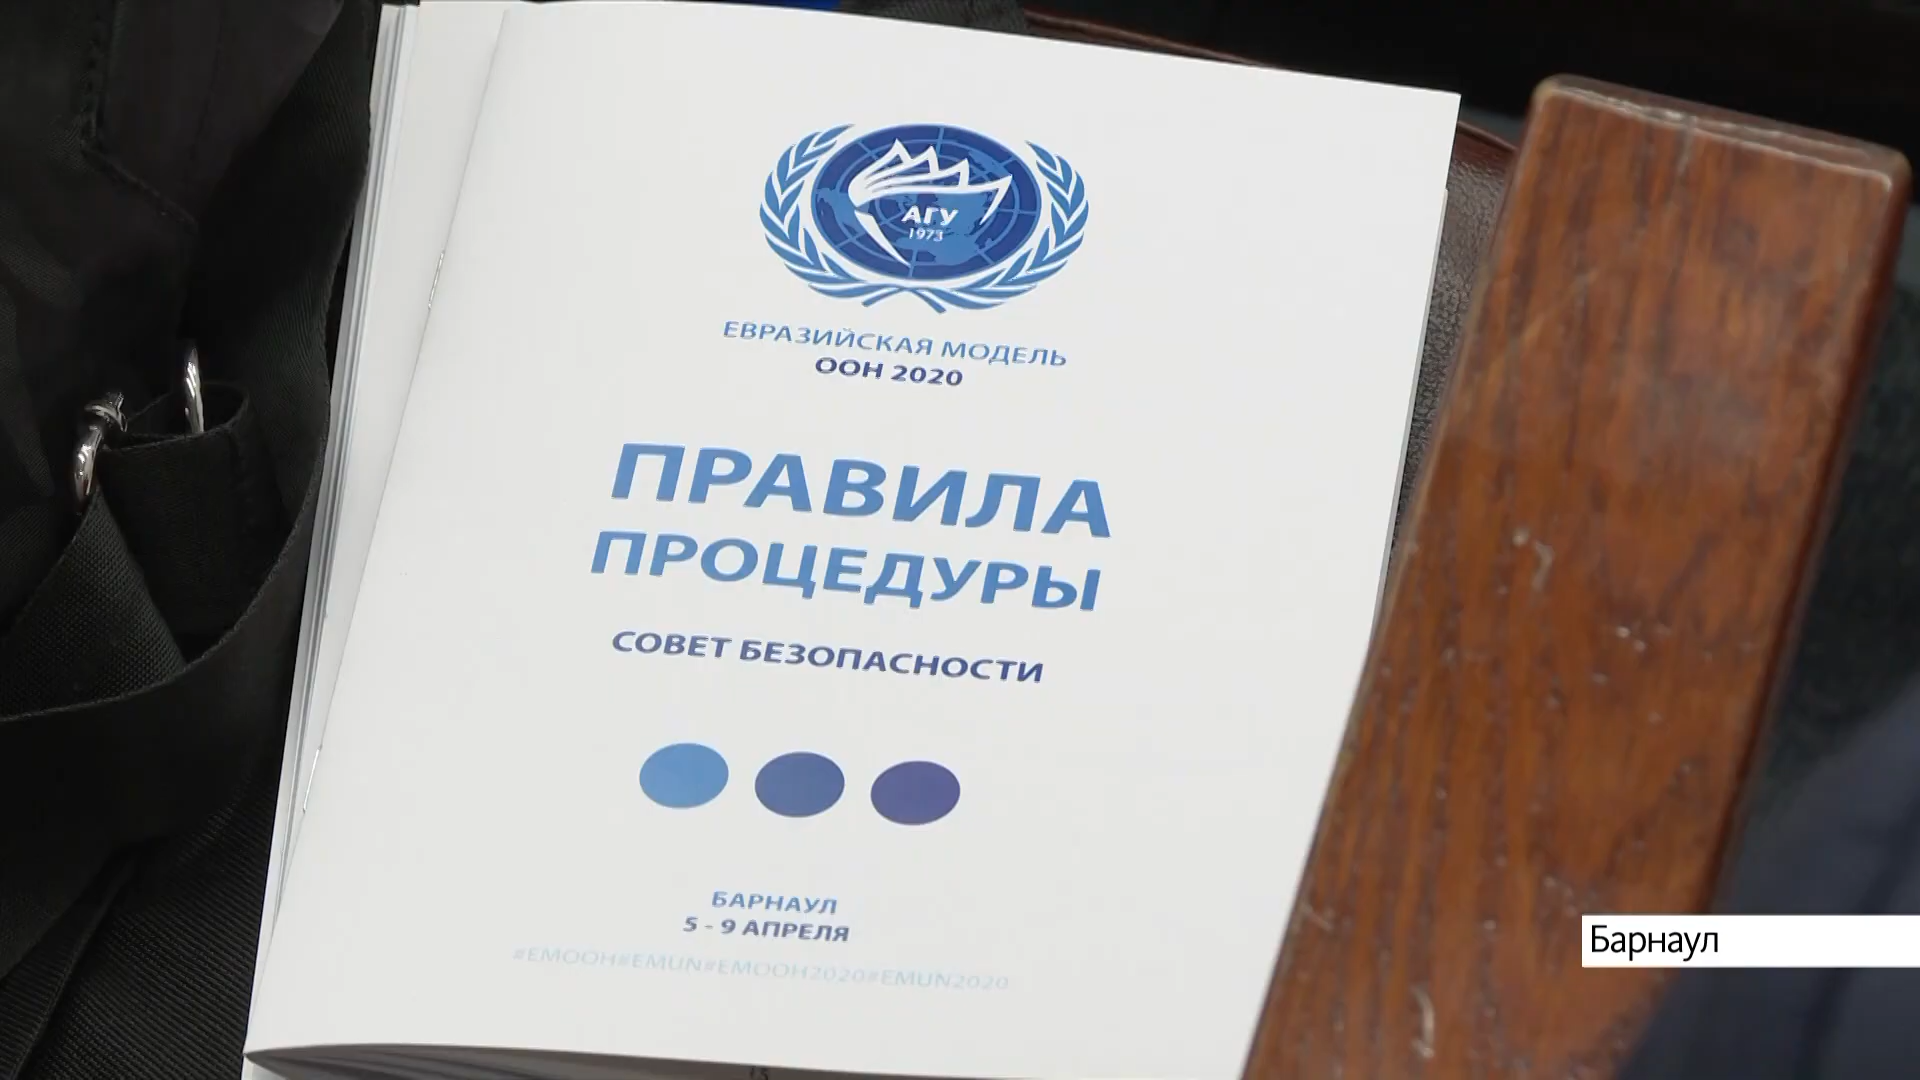 АГУ
1973
ЕВРАЗИЙСКАЯ МОДЕЛЬ
ООН 2020
ПРАВИЛА
ПРОЦЕДУРЫ
СОВЕТ БЕЗОПАСНОСТИ
БАРНАУЛ
5 - 9 АПРЕЛЯ
#ЕМООН#EMUN#ЕМООН2020#EMUN2020
Барнаул